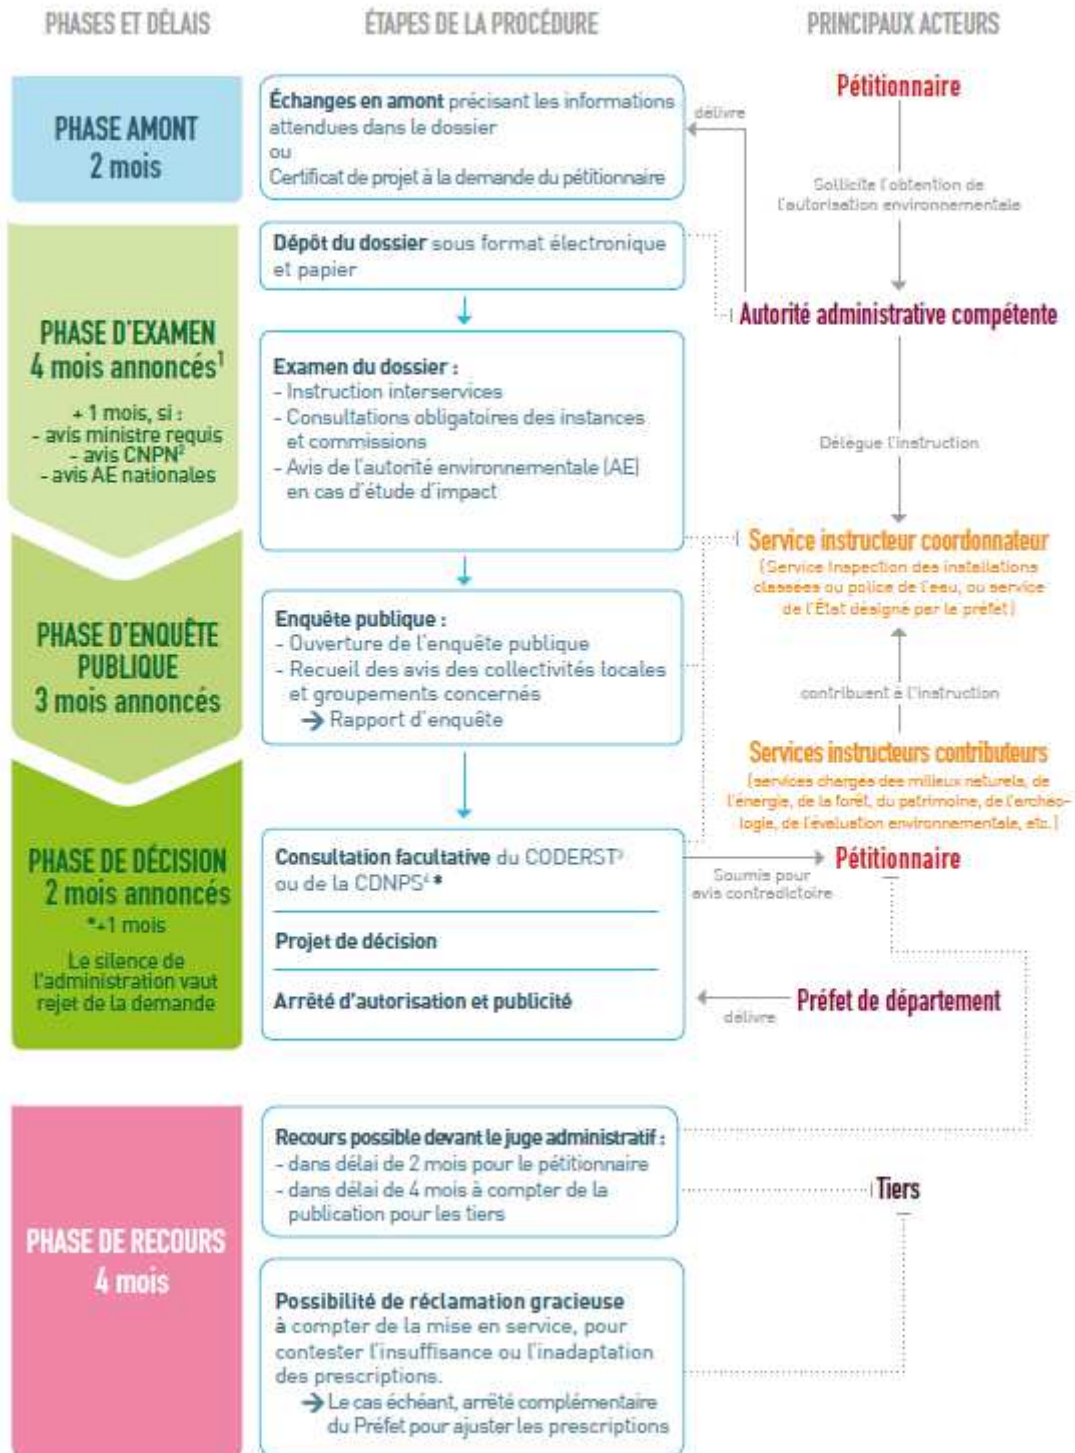 PHASES ET DÉLAIS
ÉTAPES DE LA PROCÉDURE
PRINCIPAUX ACTEURS
PHASE AMONT
2 mois
Échanges en amont précisant les informations
attendues dans le dossier
ou
Certificat de projet à la demande du pétitionnaire
délivre
Pétitionnaire
Sollicite l'obtention de
l'autorisation environnementale
Dépôt du dossier sous format électronique
et papier
Autorité administrative compétente
PHASE D'EXAMEN
4 mois annoncés¹
+ 1 mois, si :
- avis ministre requis
- avis CNPN²
- avis AE nationales
Examen du dossier :
- Instruction interservices
- Consultations obligatoires des instances
et commissions
- Avis de l'autorité environnementale (AE)
en cas d'étude d'impact
Délègue l'instruction
Service instructeur coordonnateur
(Service Inspection des installations
classées ou police de l'eau, ou service
de l'État désigné par le préfet)
PHASE D'ENQUÊTE
PUBLIQUE
3 mois annoncés
Enquête publique :
- Ouverture de l'enquête publique
- Recueil des avis des collectivités locales
et groupements concernés
→ Rapport d'enquête
contribuent à l'instruction
Services instructeurs contributeurs
(services chargés des milieux naturels, de
l'énergie, de la forêt, du patrimoine, de l'archéo-
logie, de l'évaluation environnementale, etc.)
PHASE DE DÉCISION
2 mois annoncés
*+1 mois
Le silence de
l'administration vaut
rejet de la demande
Consultation facultative du CODERST³
ou de la CDNPS⁴ *
Projet de décision
Arrêté d'autorisation et publicité
Soumis pour
avis contradictoire
Pétitionnaire
délivre
Préfet de département
PHASE DE RECOURS
4 mois
Recours possible devant le juge administratif :
- dans délai de 2 mois pour le pétitionnaire
- dans délai de 4 mois à compter de la
publication pour les tiers
Tiers
Possibilité de réclamation gracieuse
à compter de la mise en service, pour
contester l'insuffisance ou l'inadaptation
des prescriptions.
→ Le cas échéant, arrêté complémentaire
du Préfet pour ajuster les prescriptions